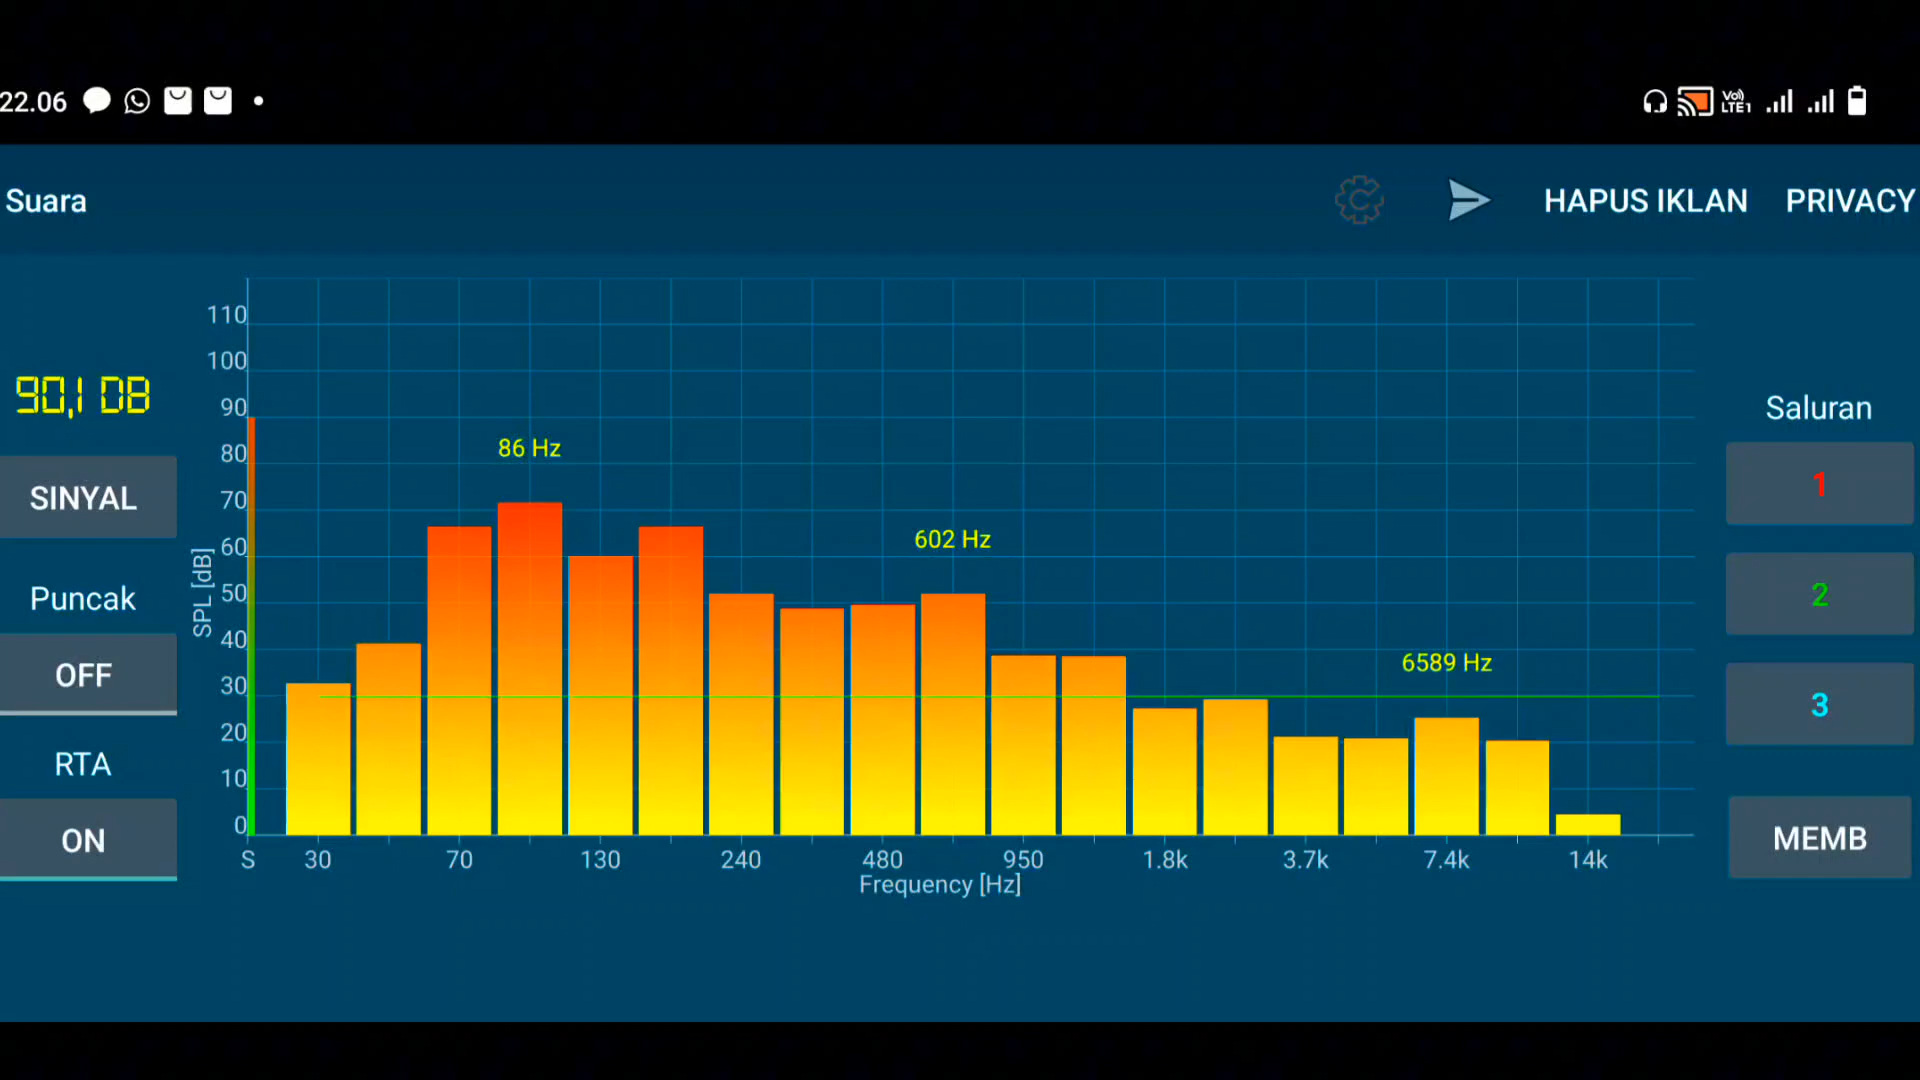 22.06
VoI) LTE1
Suara
HAPUS IKLAN
PRIVACY
90,1 DB
SINYAL
Puncak
OFF
RTA
ON
110
100
90
80
70
60
50
40
30
20
10
0
SPL [dB]
86 Hz
602 Hz
6589 Hz
S 30 70 130 240 480 950 1.8k 3.7k 7.4k 14k
Frequency [Hz]
Saluran
1
2
3
MEMB